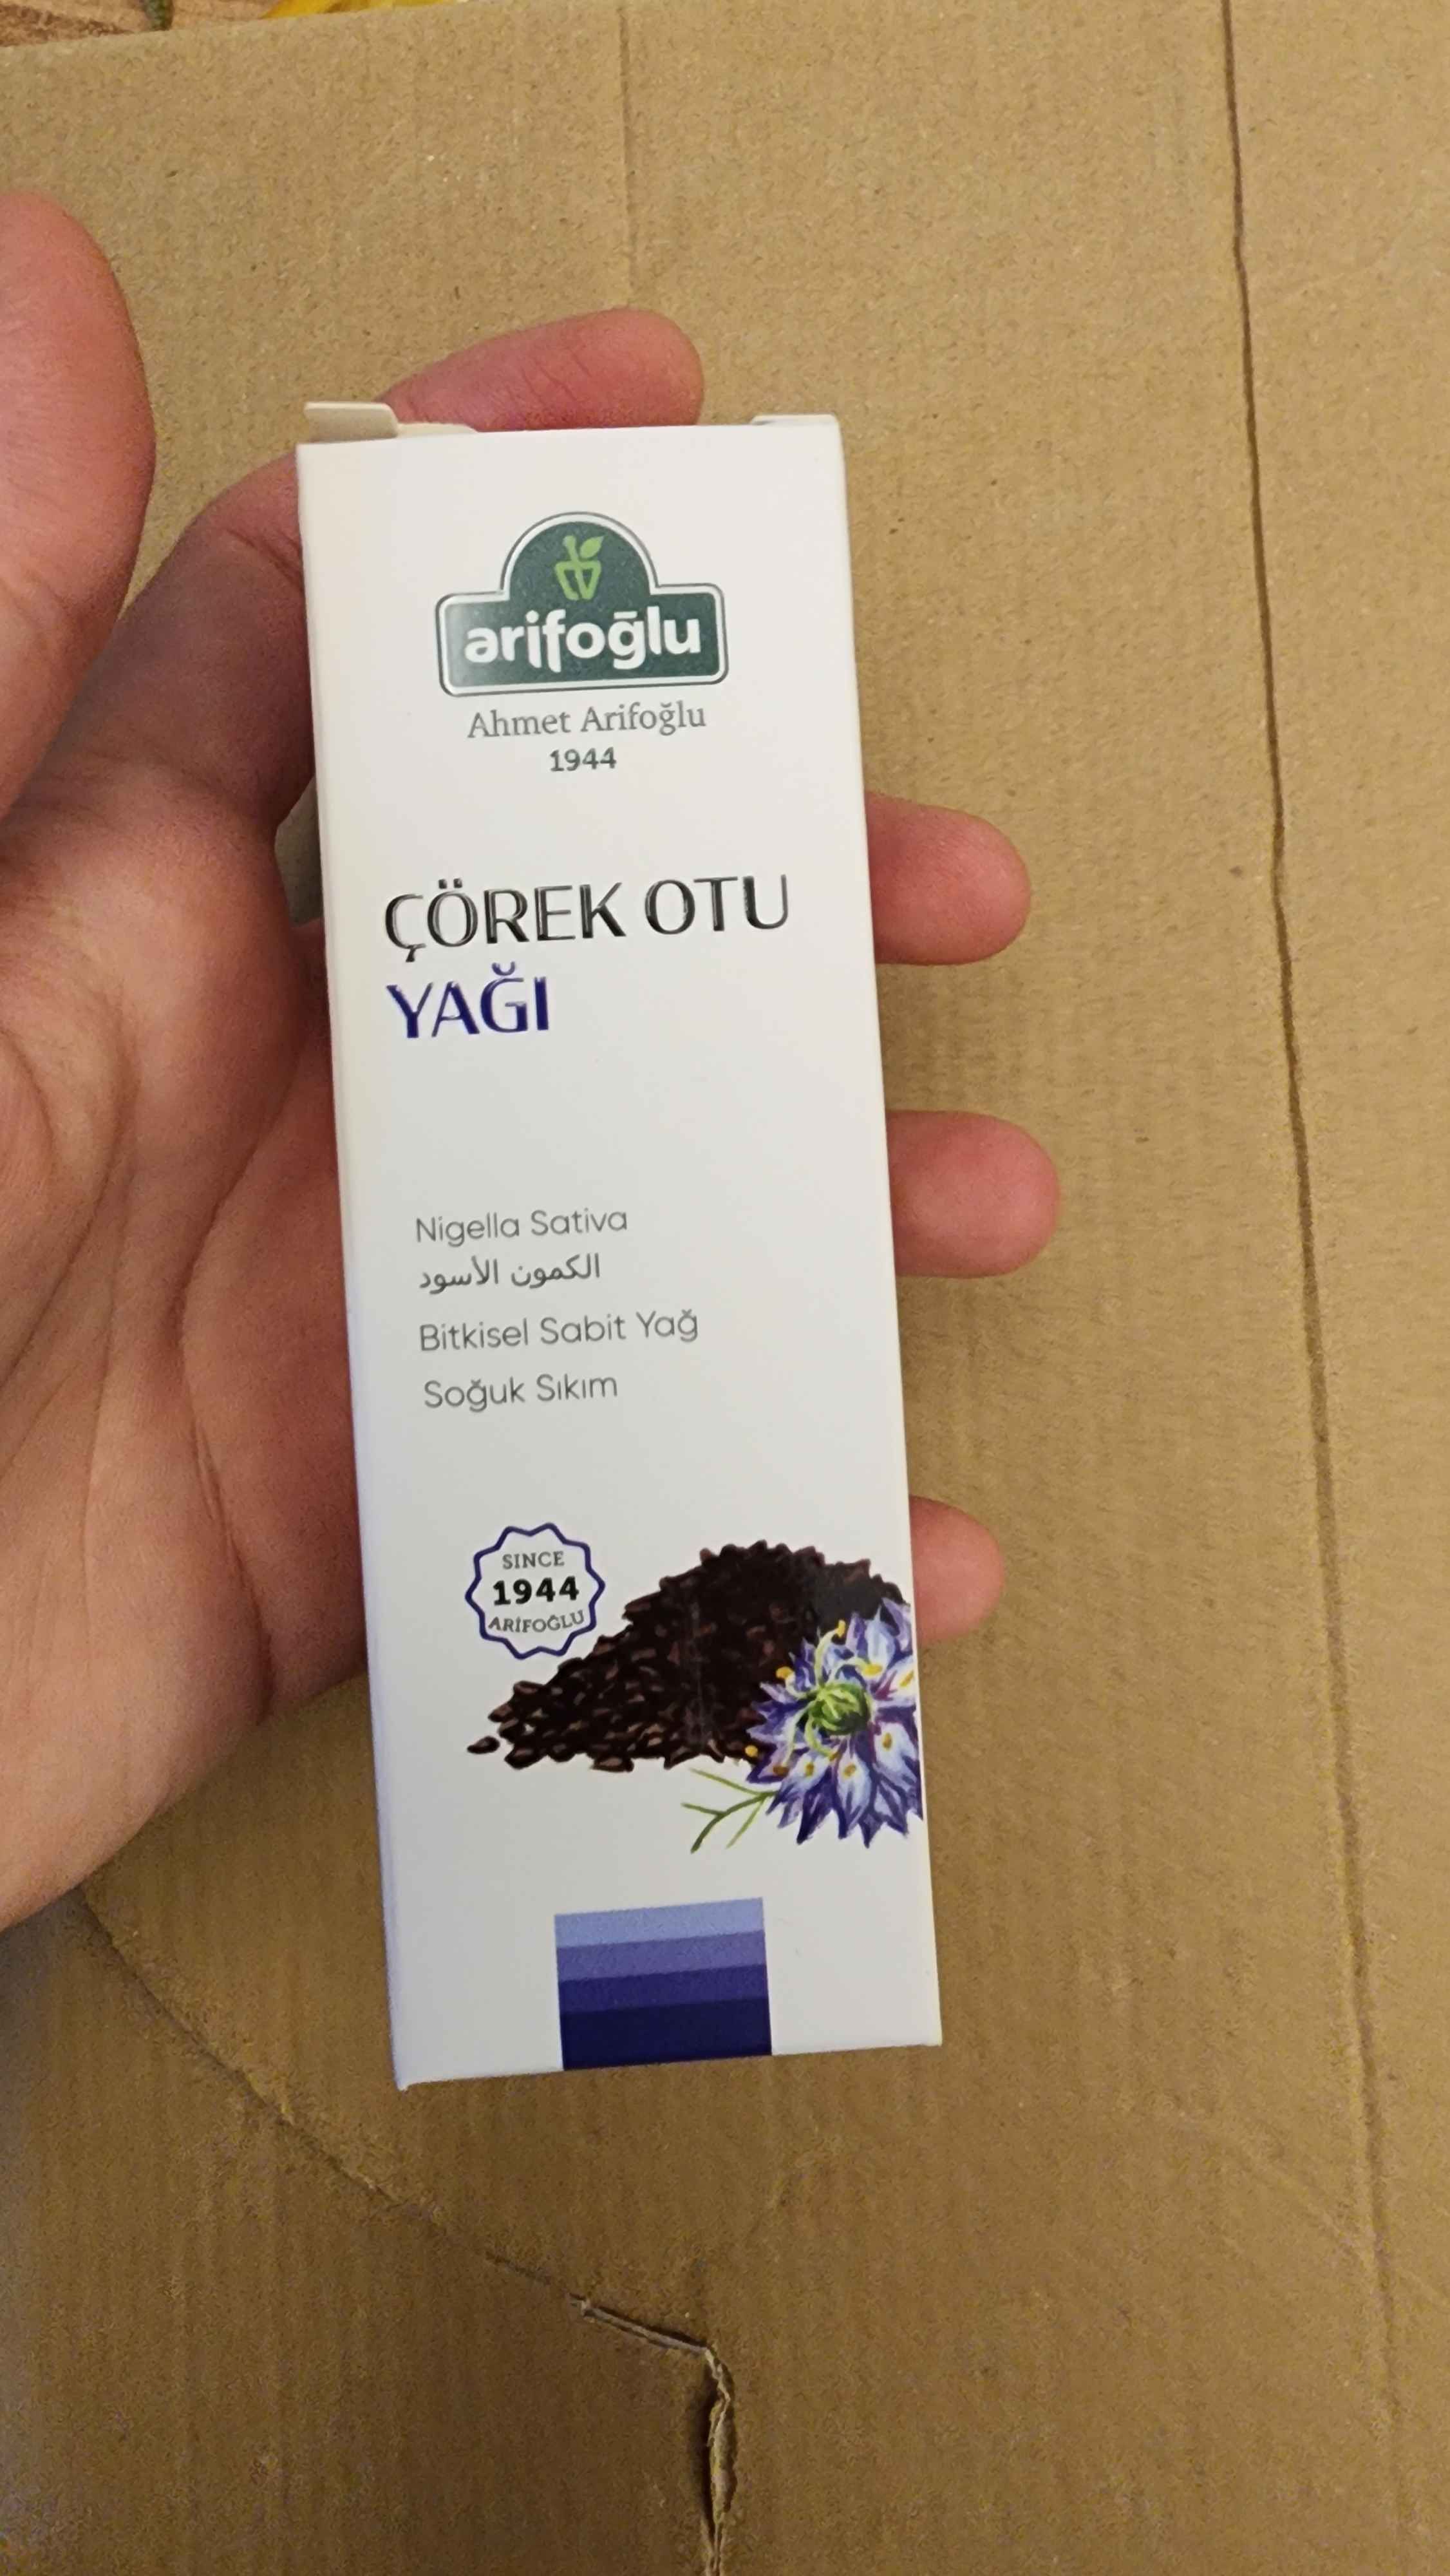 arifoğlu
Ahmet Arifoğlu
1944
ÇÖREK OTU
YAĞI
Nigella Sativa
الكمون الأسود
Bitkisel Sabit Yağ
Soğuk Sıkım
SINCE
1944
ARİFOĞLU